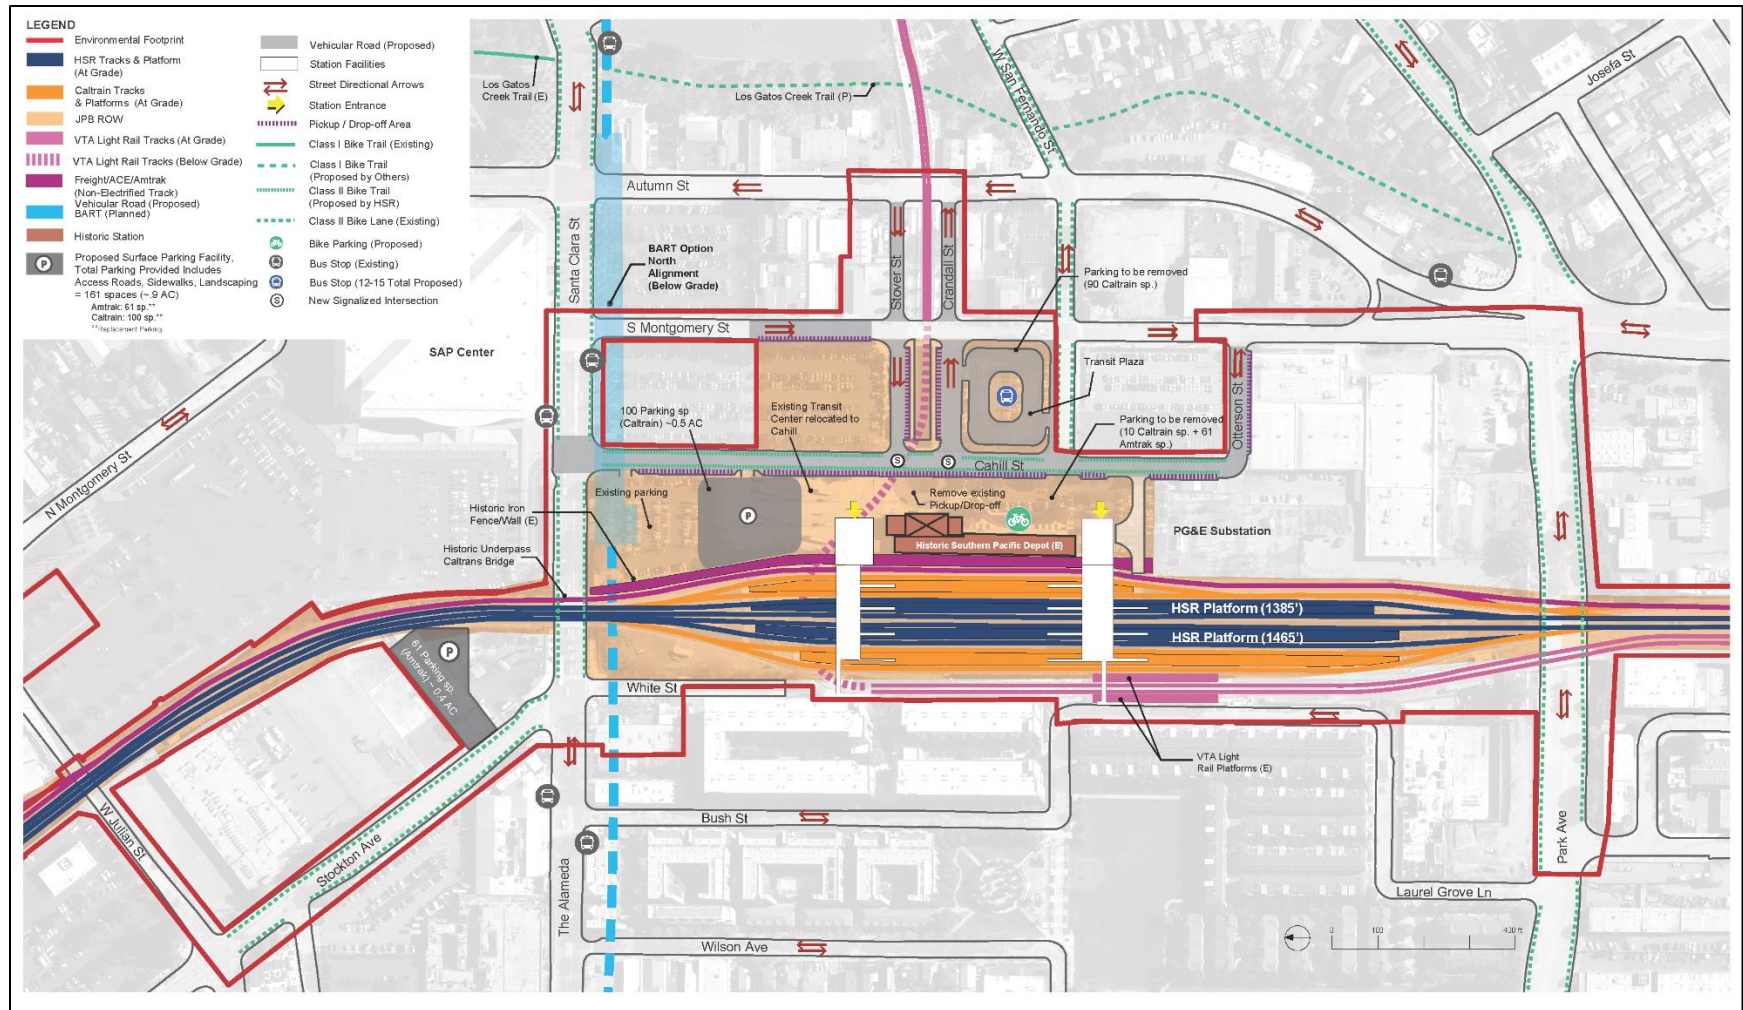 LEGEND
Environmental Footprint
HSR Tracks & Platform
(At Grade)
Caltrain Tracks
& Platforms (At Grade)
JPB ROW
VTA Light Rail Tracks (At Grade)
VTA Light Rail Tracks (Below Grade)
Freight/ACE/Amtrak
(Non-Electrified Track)
Vehicular Road (Proposed)
BART (Planned)
Historic Station
P
Proposed Surface Parking Facility,
Total Parking Provided Includes
Access Roads, Sidewalks, Landscaping
= 161 spaces (~.9 AC)
Amtrak: 61 sp.**
Caltrain: 100 sp.**
**Replacement Parking
Vehicular Road (Proposed)
Station Facilities
Street Directional Arrows
Station Entrance
Pickup / Drop-off Area
Class I Bike Trail (Existing)
Class I Bike Trail
(Proposed by Others)
Class II Bike Trail
(Proposed by HSR)
Class II Bike Lane (Existing)
Bike Parking (Proposed)
Bus Stop (Existing)
Bus Stop (12-15 Total Proposed)
S
New Signalized Intersection
Los Gatos
Creek Trail (E)
Los Gatos Creek Trail (P)
W San Fernando St
Josefa St
Autumn St
Santa Clara St
BART Option
North
Alignment
(Below Grade)
Stover St
Crandall St
Parking to be removed
(90 Caltrain sp.)
S Montgomery St
SAP Center
Transit Plaza
100 Parking sp
(Caltrain) ~0.5 AC
Existing Transit
Center relocated to
Cahill
Parking to be removed
(10 Caltrain sp. + 61
Amtrak sp.)
Otterson St
S
S
Cahill St
N Montgomery St
Existing parking
Remove existing
Pickup/Drop-off
Historic Iron
Fence/Wall (E)
P
PG&E Substation
Historic Southern Pacific Depot (E)
Historic Underpass
Caltrans Bridge
HSR Platform (1385')
HSR Platform (1465')
P
61 Parking sp.
(Amtrak) ~ 0.4 AC
White St
VTA Light
Rail Platforms (E)
W Julian St
Stockton Ave
Bush St
The Alameda
Park Ave
Laurel Grove Ln
Wilson Ave
0 100 400 ft